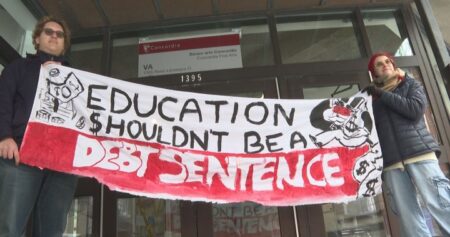 Concordia
VA
1395
EDUCATION
$HOULDNT BE A
DEBT SENTENCE